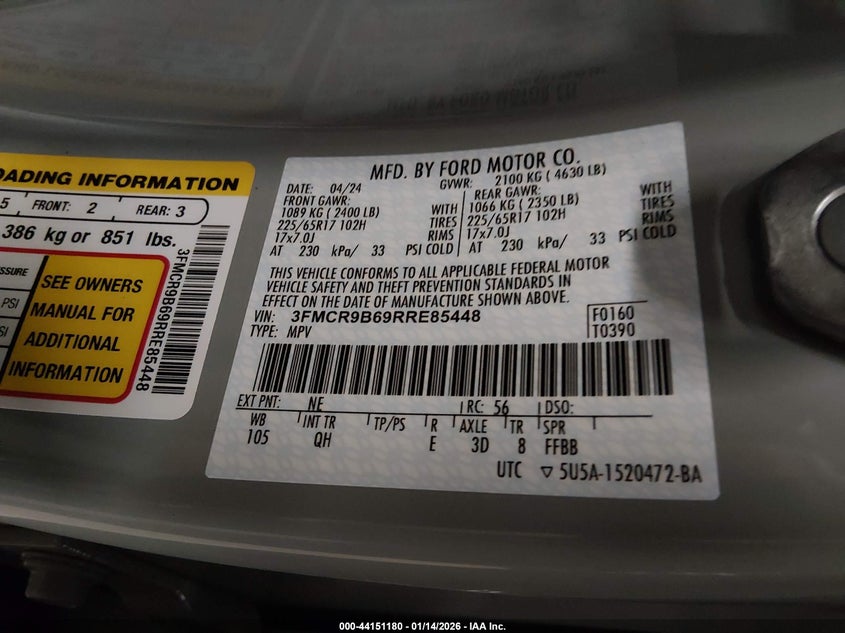 OADING INFORMATION
5 FRONT: 2 REAR: 3
386 kg or 851 lbs.
SSURE
PSI
PSI
SEE OWNERS
MANUAL FOR
ADDITIONAL
INFORMATION
3FMCR9B69RRE85448
MFD. BY FORD MOTOR CO.
DATE: 04/24 GVWR: 2100 KG ( 4630 LB)
FRONT GAWR: REAR GAWR:
1089 KG ( 2400 LB) WITH 1066 KG ( 2350 LB) WITH
225/65R17 102H TIRES 225/65R17 102H TIRES
17x7.0J RIMS 17x7.0J RIMS
AT 230 kPa/ 33 PSI COLD AT 230 kPa/ 33 PSI COLD
THIS VEHICLE CONFORMS TO ALL APPLICABLE FEDERAL MOTOR
VEHICLE SAFETY AND THEFT PREVENTION STANDARDS IN
EFFECT ON THE DATE OF MANUFACTURE SHOWN ABOVE.
VIN: 3FMCR9B69RRE85448 F0160
TYPE: MPV T0390
EXT PNT: NE RC: 56 DSO:
WB INT TR TP/PS R AXLE TR SPR
105 QH E 3D 8 FFBB
UTC ▽ 5U5A-1520472-BA
000-44151180 - 01/14/2026 - IAA Inc.